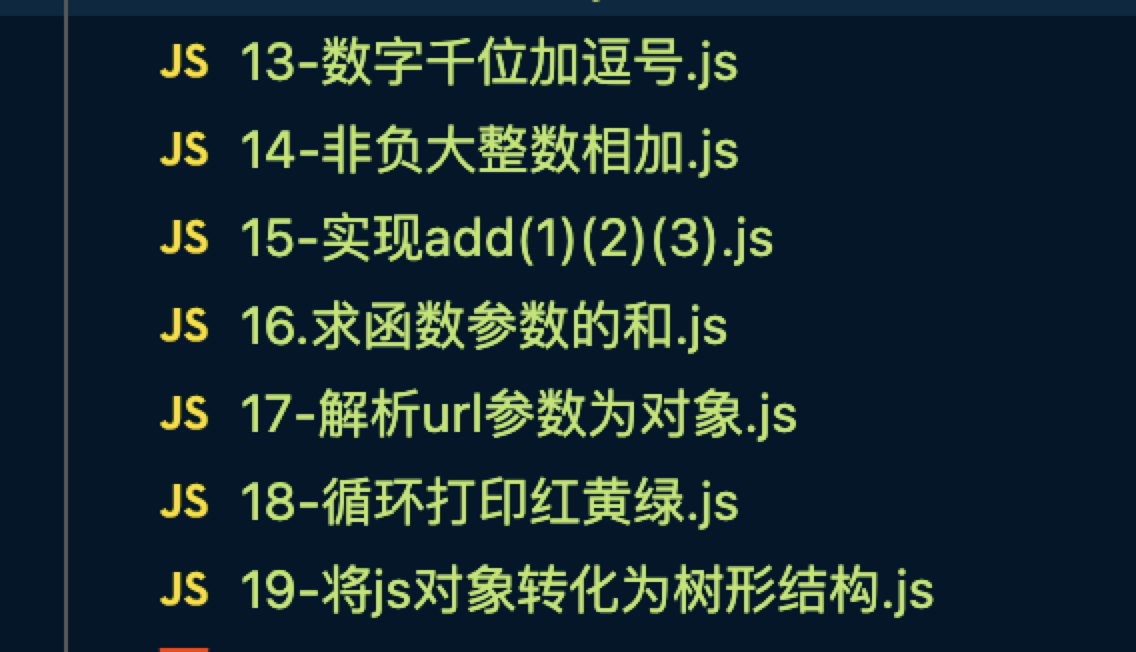 JS 13-数字千位加逗号.js
JS 14-非负大整数相加.js
JS 15-实现add(1)(2)(3).js
JS 16.求函数参数的和.js
JS 17-解析url参数为对象.js
JS 18-循环打印红黄绿.js
JS 19-将js对象转化为树形结构.js